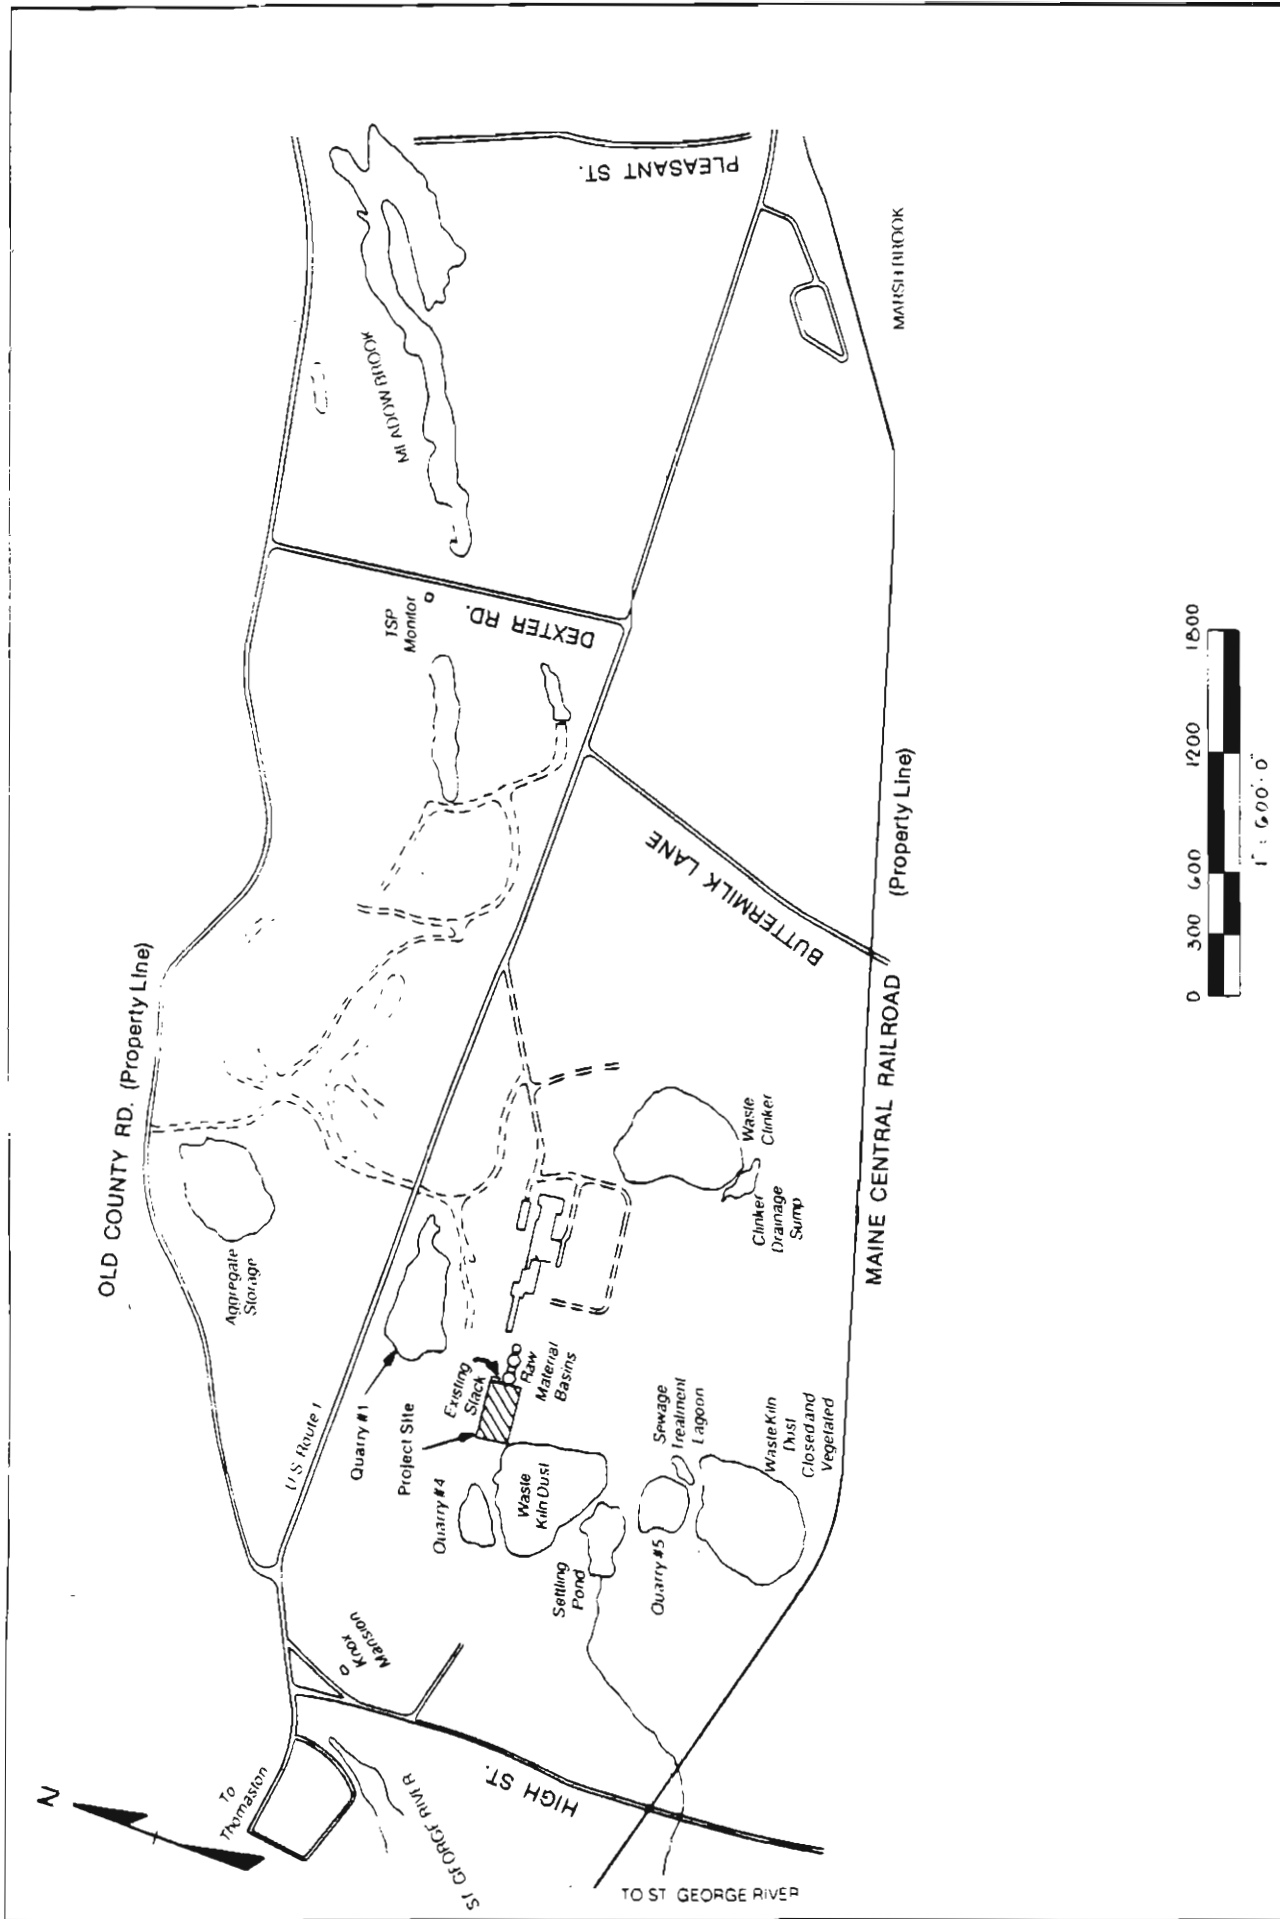 N
To
Thomaston
ST GEORGE RIVER
HIGH ST.
TO ST GEORGE RIVER
Knox
Mansion
U.S. Route 1
OLD COUNTY RD. (Property Line)
Aggregate
Storage
Quarry #1
Project Site
Existing
Stack
Raw
Material
Basins
Quarry #4
Waste
Kiln Dust
Settling
Pond
Quarry #5
Sewage
Treatment
Lagoon
Waste Kiln
Dust
Closed and
Vegetated
Waste
Clinker
Clinker
Drainage
Sump
MAINE CENTRAL RAILROAD (Property Line)
BUTTERMILK LANE
DEXTER RD.
TSP
Monitor
MEADOW BROOK
PLEASANT ST.
MARSH BROOK
0 300 600 1200 1800
1" : 600'-0"